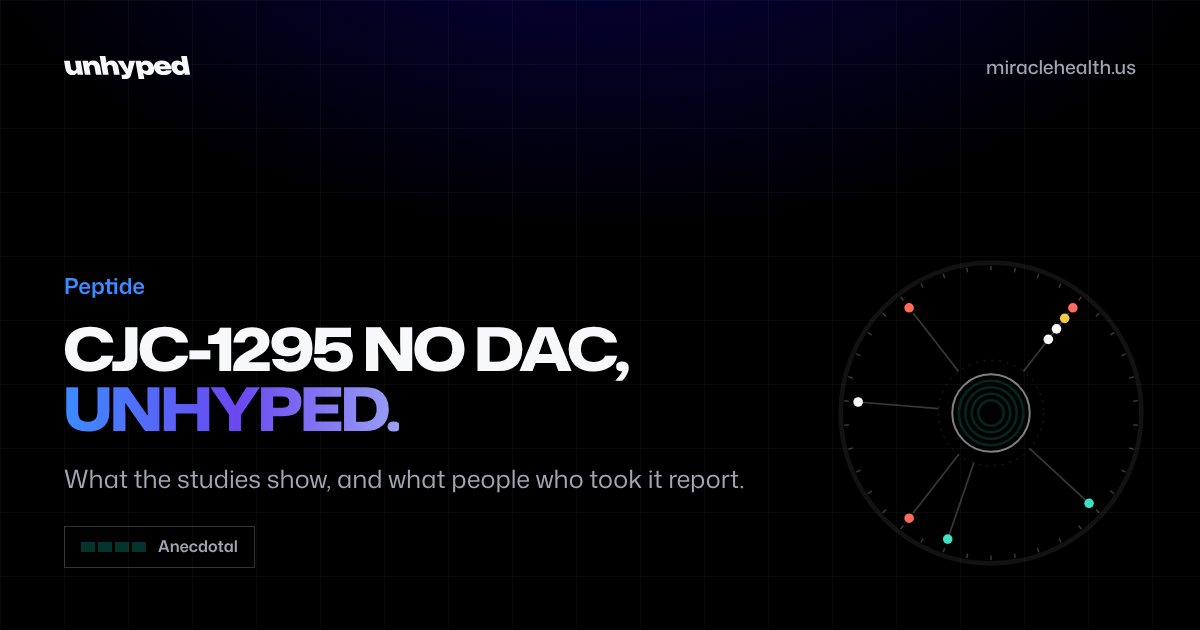 unhyped
miraclehealth.us
Peptide
CJC-1295 NO DAC,
UNHYPED.
What the studies show, and what people who took it report.
Anecdotal